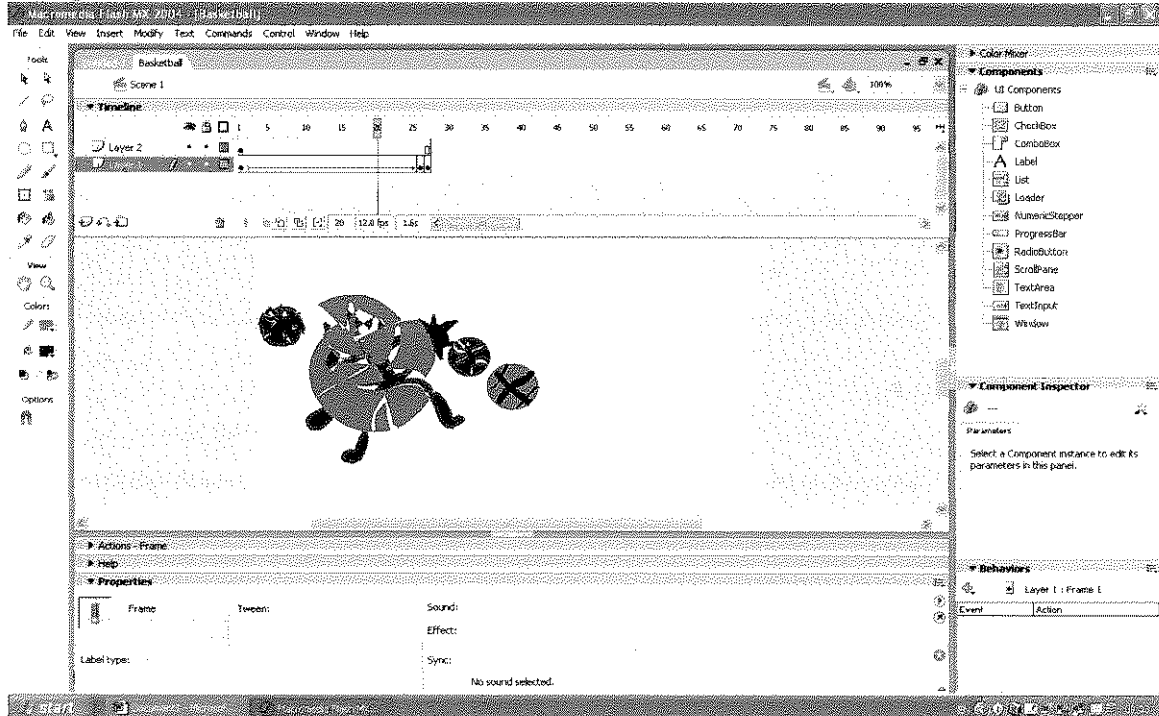 Macromedia Flash MX 2004 - [Basketball]
File Edit View Insert Modify Text Commands Control Window Help
Tools
View
Colors
Options
Basketball
Scene 1
100%
Timeline
1 5 10 15 20 25 30 35 40 45 50 55 60 65 70 75 80 85 90 95
Layer 2
20 12.0 fps 1.6s
Actions - Frame
Help
Properties
Frame
Tween:
Sound:
Effect:
Label type:
Sync:
No sound selected.
Color Mixer
Components
UI Components
Button
CheckBox
ComboBox
Label
List
Loader
NumericStepper
ProgressBar
RadioButton
ScrollPane
TextArea
TextInput
Window
Component Inspector
Parameters
Select a Component instance to edit its
parameters in this panel.
Behaviors
Layer 1 : Frame 1
Event Action
start